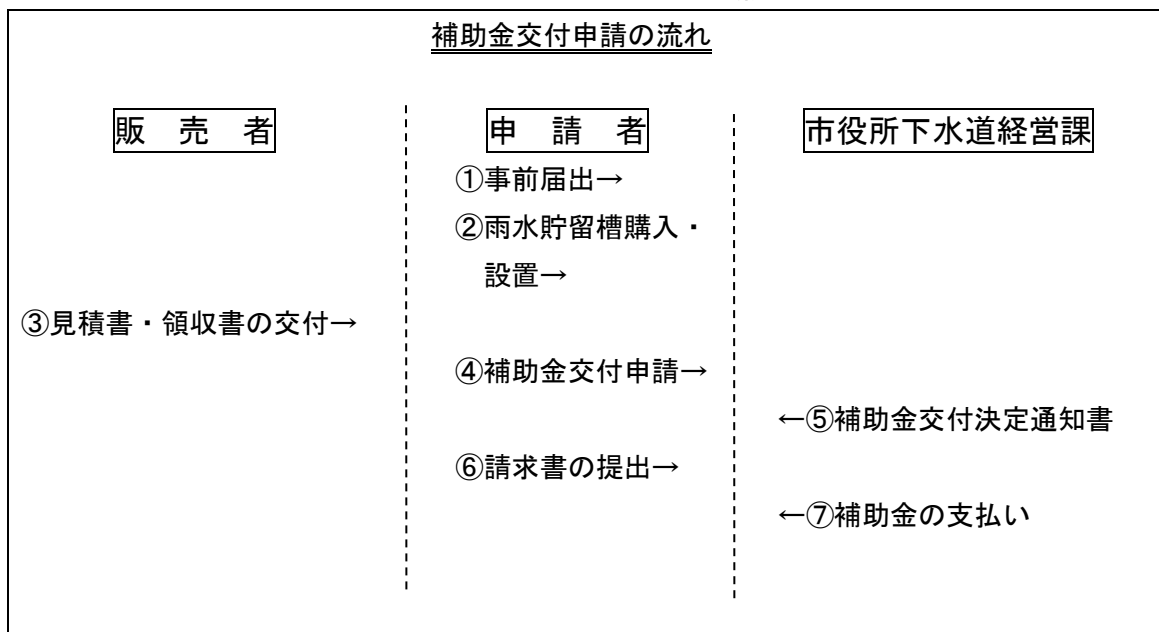 補助金交付申請の流れ
販　売　者
申　請　者
市役所下水道経営課
①事前届出→
②雨水貯留槽購入・
設置→
③見積書・領収書の交付→
④補助金交付申請→
←⑤補助金交付決定通知書
⑥請求書の提出→
←⑦補助金の支払い